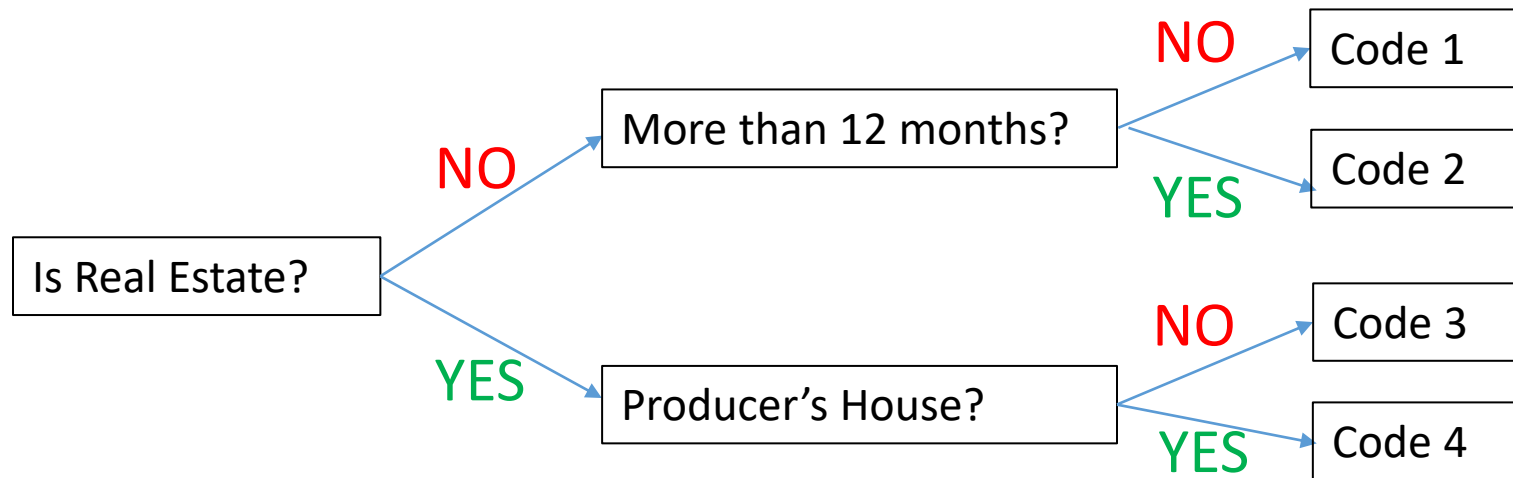 NO
Code 1
More than 12 months?
NO
Code 2
YES
Is Real Estate?
NO
Code 3
YES
Producer’s House?
YES
Code 4